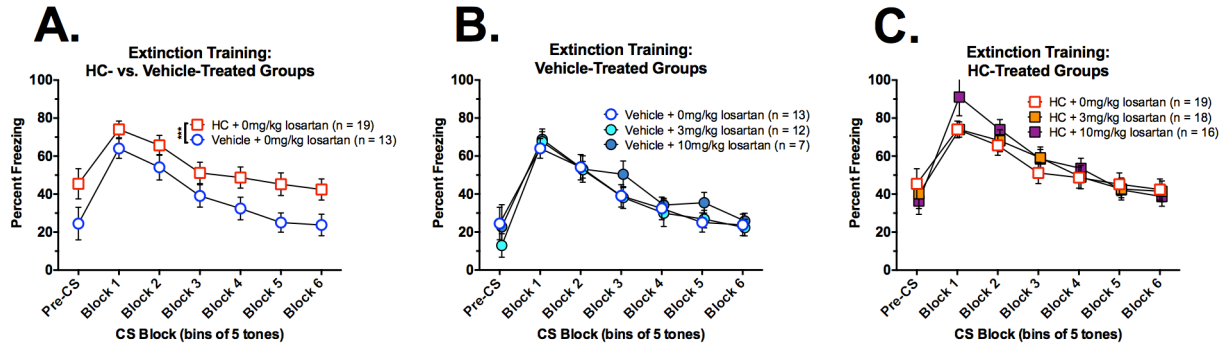 A.
Extinction Training:
HC- vs. Vehicle-Treated Groups
Percent Freezing
100
80
60
40
20
0
***
HC + 0mg/kg losartan (n = 19)
Vehicle + 0mg/kg losartan (n = 13)
Pre-CS
Block 1
Block 2
Block 3
Block 4
Block 5
Block 6
CS Block (bins of 5 tones)
B.
Extinction Training:
Vehicle-Treated Groups
Percent Freezing
100
80
60
40
20
0
Vehicle + 0mg/kg losartan (n = 13)
Vehicle + 3mg/kg losartan (n = 12)
Vehicle + 10mg/kg losartan (n = 7)
Pre-CS
Block 1
Block 2
Block 3
Block 4
Block 5
Block 6
CS Block (bins of 5 tones)
C.
Extinction Training:
HC-Treated Groups
Percent Freezing
100
80
60
40
20
0
HC + 0mg/kg losartan (n = 19)
HC + 3mg/kg losartan (n = 18)
HC + 10mg/kg losartan (n = 16)
Pre-CS
Block 1
Block 2
Block 3
Block 4
Block 5
Block 6
CS Block (bins of 5 tones)